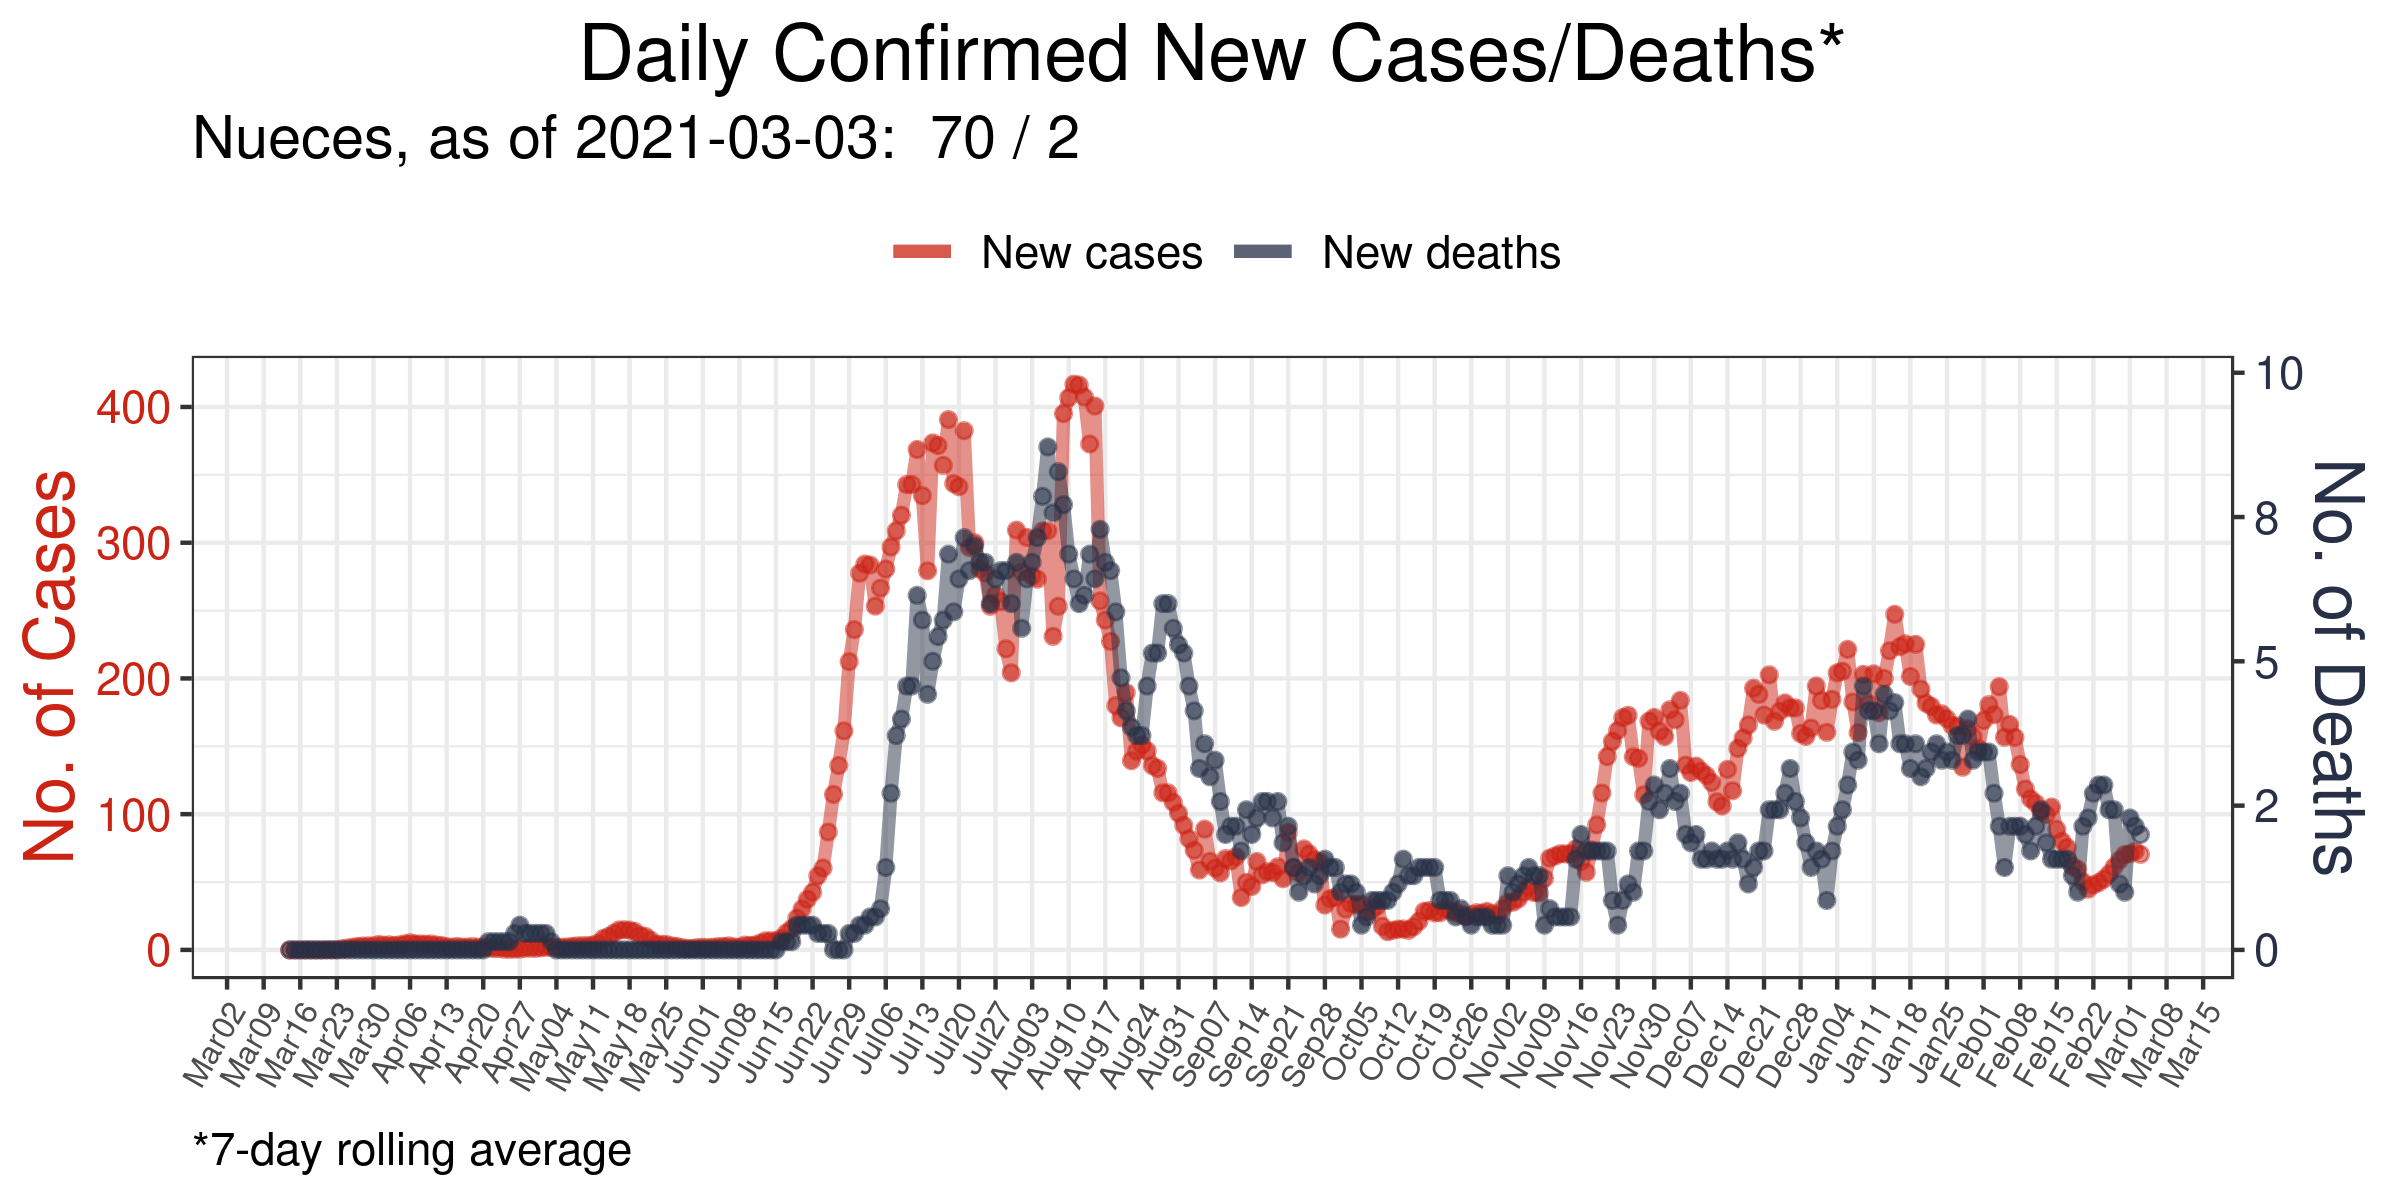 Daily Confirmed New Cases/Deaths*
Nueces, as of 2021-03-03: 70 / 2
New cases New deaths
No. of Cases
400
300
200
100
0
10
8
5
2
0
No. of Deaths
Mar02 Mar09 Mar16 Mar23 Mar30 Apr06 Apr13 Apr20 Apr27 May04 May11 May18 May25 Jun01 Jun08 Jun15 Jun22 Jun29 Jul06 Jul13 Jul20 Jul27 Aug03 Aug10 Aug17 Aug24 Aug31 Sep07 Sep14 Sep21 Sep28 Oct05 Oct12 Oct19 Oct26 Nov02 Nov09 Nov16 Nov23 Nov30 Dec07 Dec14 Dec21 Dec28 Jan04 Jan11 Jan18 Jan25 Feb01 Feb08 Feb15 Feb22 Mar01 Mar08 Mar15
*7-day rolling average